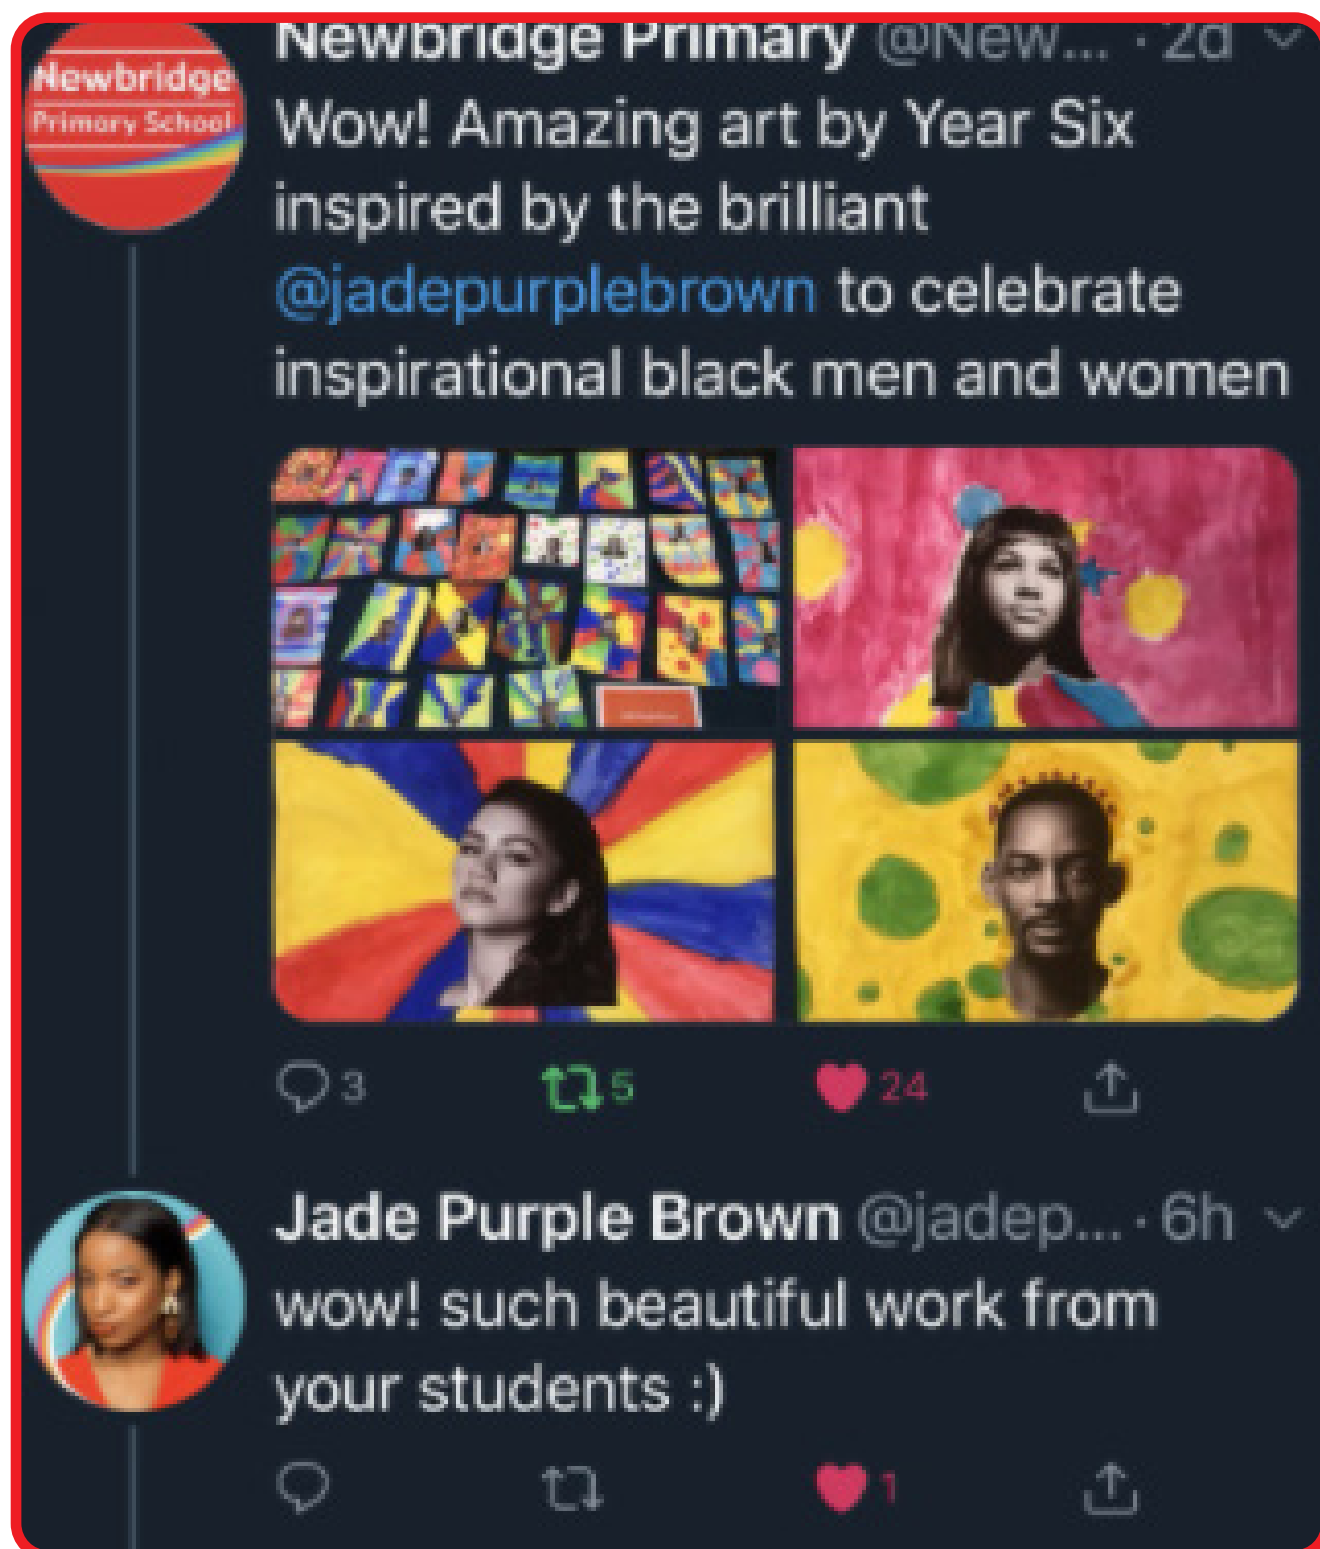 Newbridge
Primary School
Newbridge Primary @New... · 2d
Wow! Amazing art by Year Six
inspired by the brilliant
@jadepurplebrown to celebrate
inspirational black men and women
3 5 24
Jade Purple Brown @jadep... · 6h
wow! such beautiful work from
your students :)
1